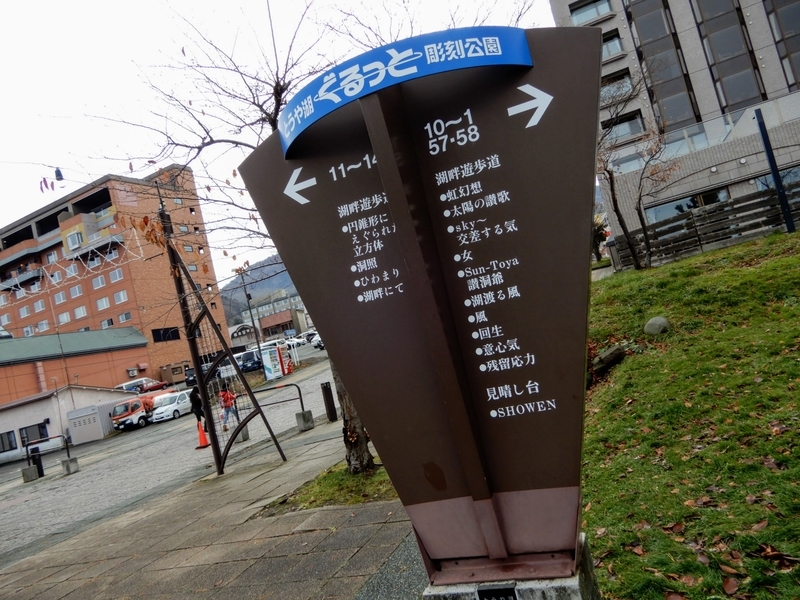 とうや湖ぐるっと彫刻公園
11〜14
湖畔遊歩道
●円錐形に
えぐられた
立方体
●洞照
●ひまわり
●湖畔にて
10〜1
57・58
湖畔遊歩道
●虹幻想
●太陽の讃歌
●sky〜
交差する気
●女
●Sun-Toya
讃洞爺
●湖渡る風
●風
●回生
●意心気
●残留応力
見晴し台
●SHOWEN